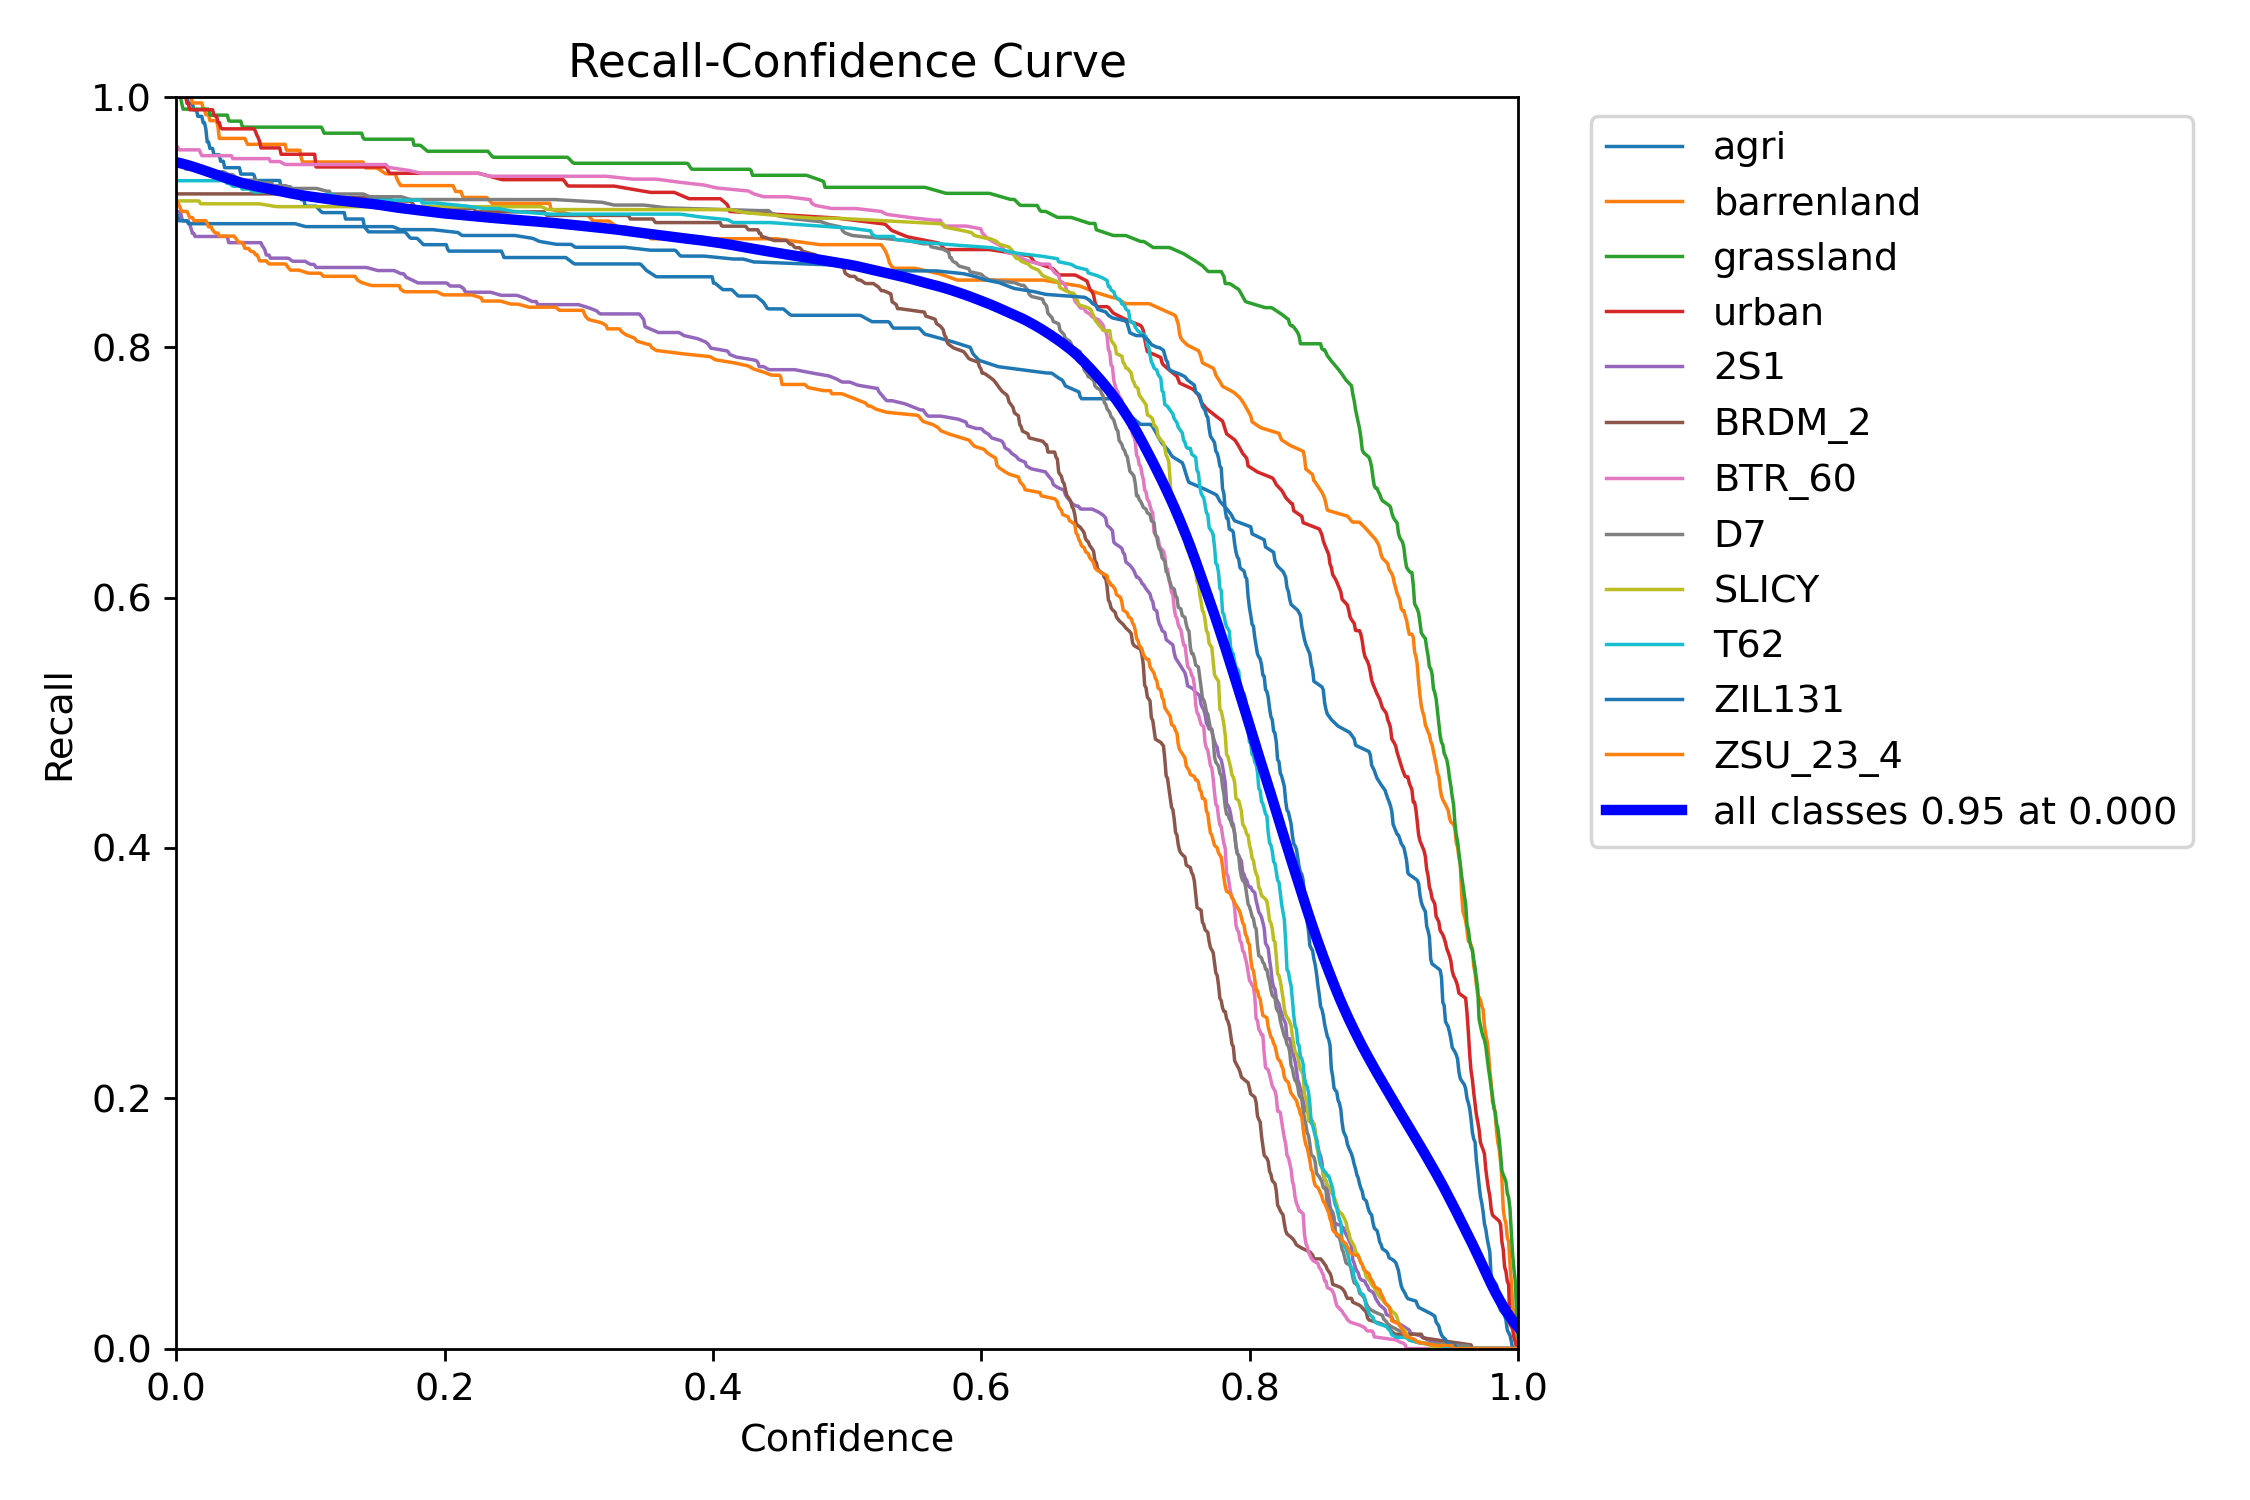 Recall-Confidence Curve
1.0
0.8
0.6
0.4
0.2
0.0
Recall
0.0 0.2 0.4 0.6 0.8 1.0
Confidence
agri
barrenland
grassland
urban
2S1
BRDM_2
BTR_60
D7
SLICY
T62
ZIL131
ZSU_23_4
all classes 0.95 at 0.000